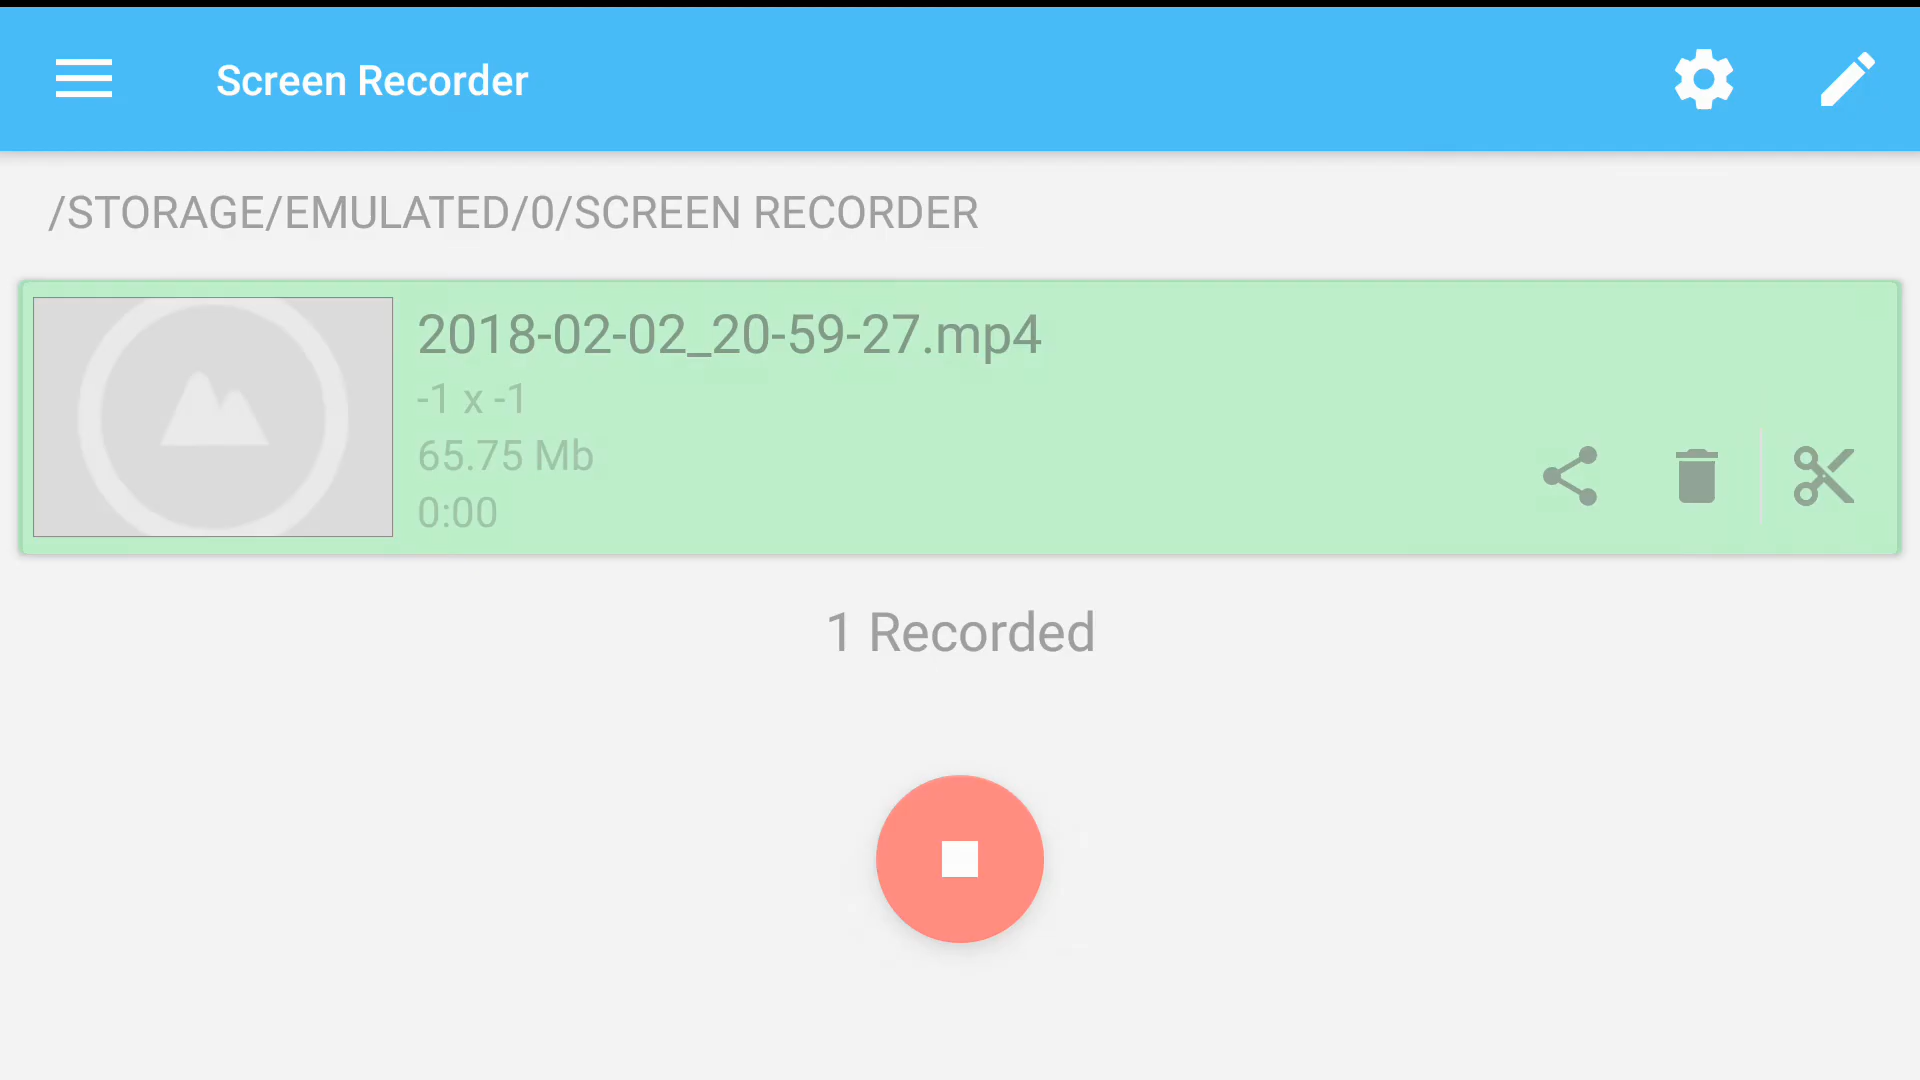 Screen Recorder
/STORAGE/EMULATED/0/SCREEN RECORDER
2018-02-02_20-59-27.mp4
-1 x -1
65.75 Mb
0:00
1 Recorded